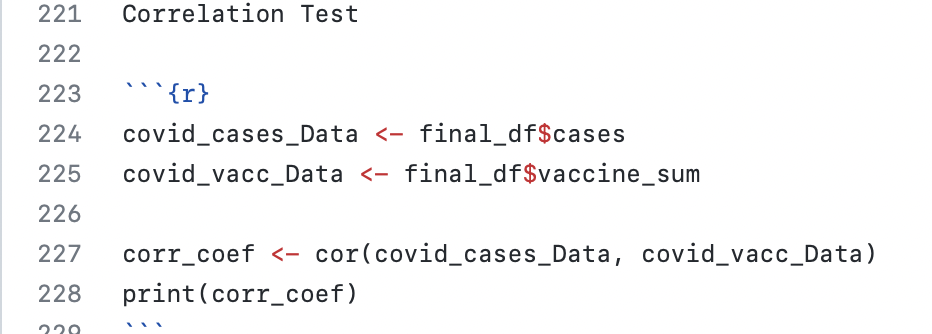 221 Correlation Test
222
223 ```{r}
224 covid_cases_Data <- final_df$cases
225 covid_vacc_Data <- final_df$vaccine_sum
226
227 corr_coef <- cor(covid_cases_Data, covid_vacc_Data)
228 print(corr_coef)
229 ```